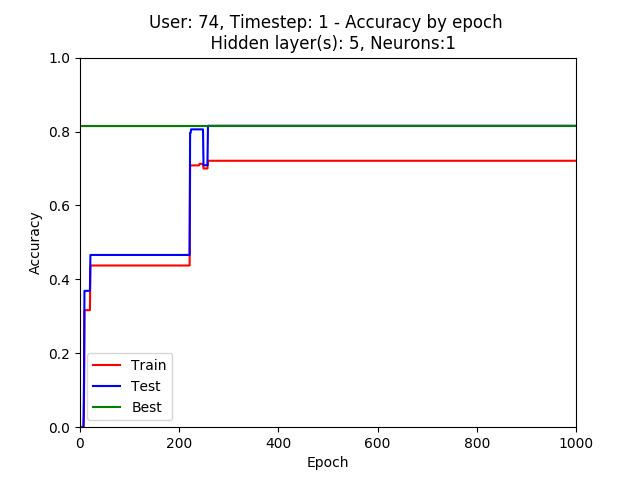 User: 74, Timestep: 1 - Accuracy by epoch
Hidden layer(s): 5, Neurons:1
1.0
0.8
0.6
0.4
0.2
0.0
Accuracy
Train
Test
Best
0 200 400 600 800 1000
Epoch